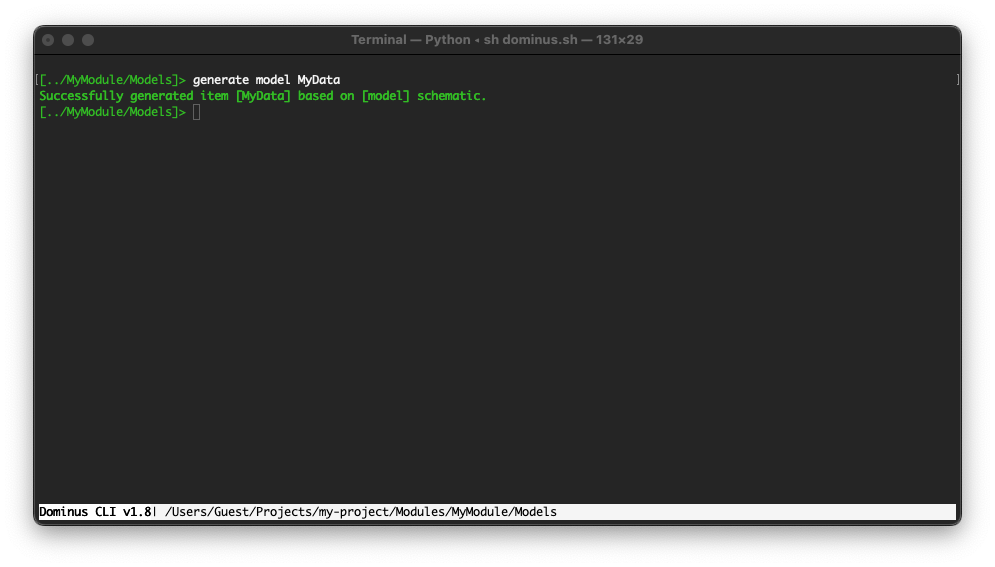 Terminal — Python ◂ sh dominus.sh — 131×29
[[../MyModule/Models]> generate model MyData ]
Successfully generated item [MyData] based on [model] schematic.
[../MyModule/Models]>
Dominus CLI v1.8| /Users/Guest/Projects/my-project/Modules/MyModule/Models